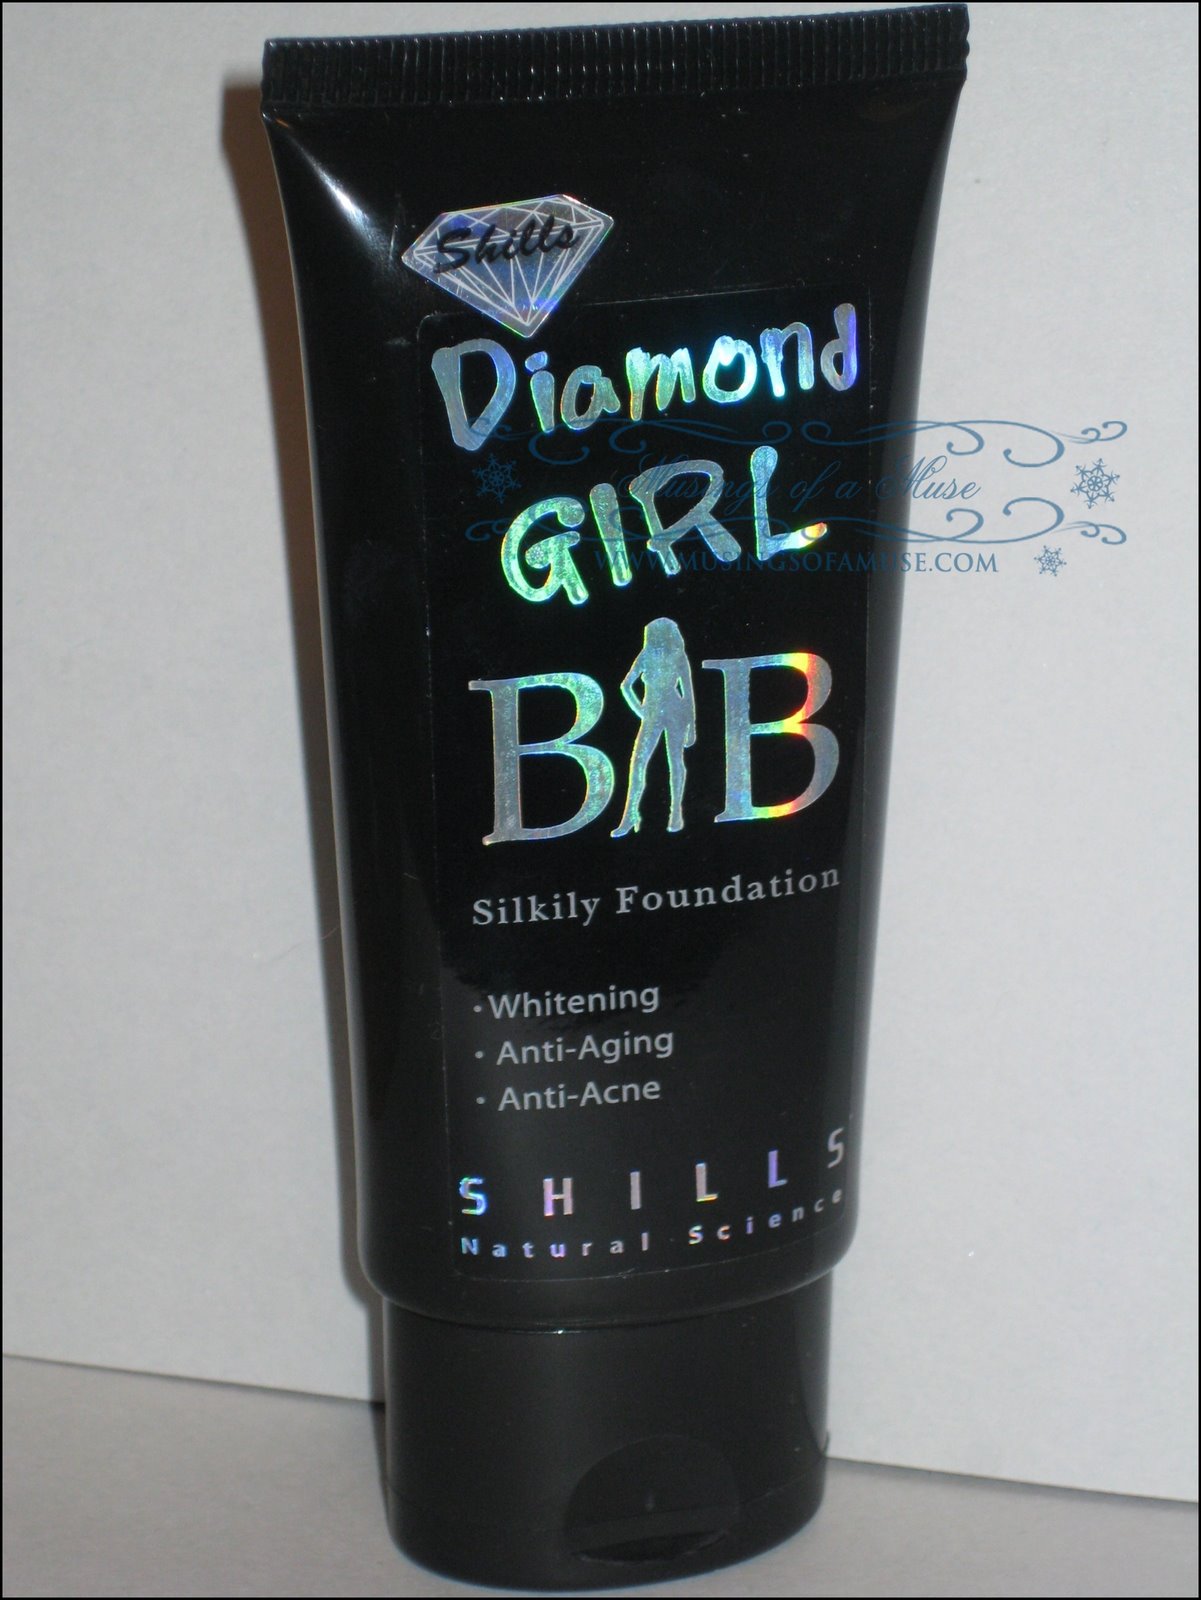 Shills
Diamond
GIRL
Musings of a Muse
WWW.MUSINGSOFAMUSE.COM
BB
Silkily Foundation
• Whitening
• Anti-Aging
• Anti-Acne
SHILLS
Natural Science